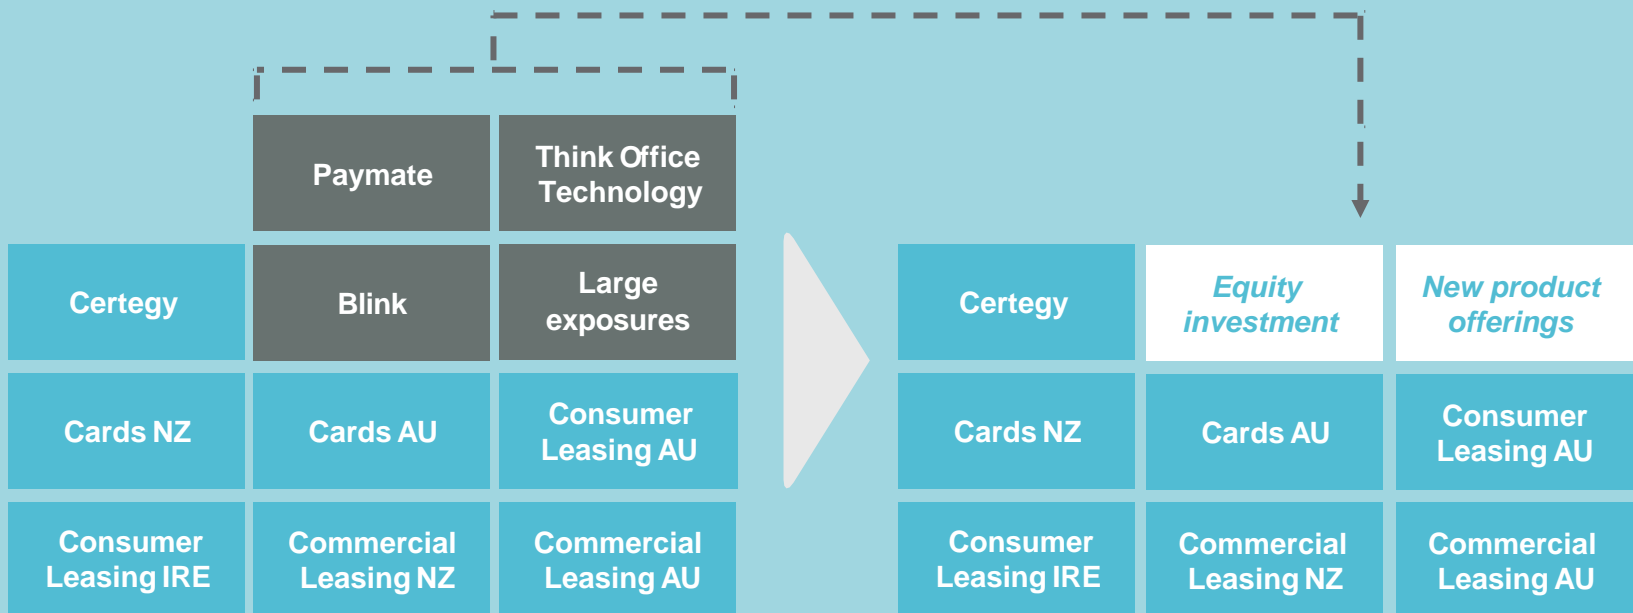 Paymate
Think Office
Technology
Certegy
Blink
Large
exposures
Cards NZ
Cards AU
Consumer
Leasing AU
Consumer
Leasing IRE
Commercial
Leasing NZ
Commercial
Leasing AU
Certegy
Equity
investment
New product
offerings
Cards NZ
Cards AU
Consumer
Leasing AU
Consumer
Leasing IRE
Commercial
Leasing NZ
Commercial
Leasing AU